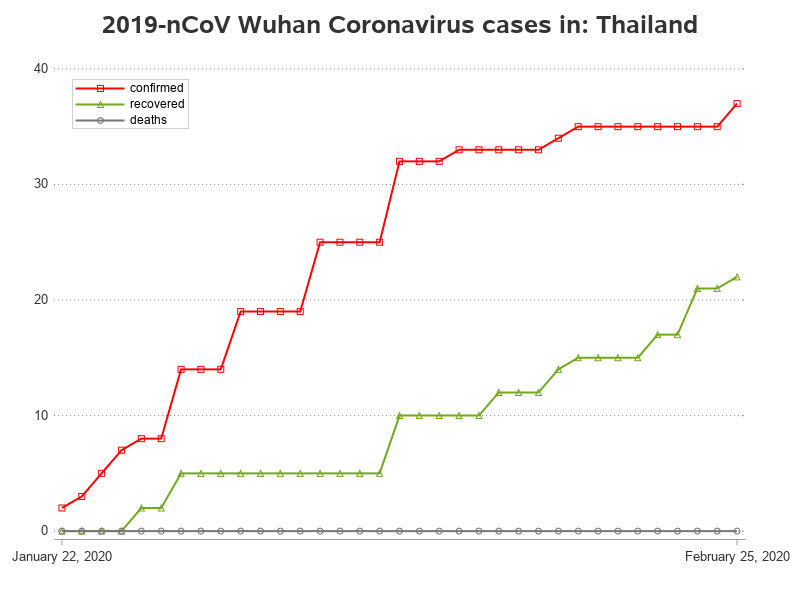 2019-nCoV Wuhan Coronavirus cases in: Thailand
40
confirmed
recovered
deaths
30
20
10
0
January 22, 2020 February 25, 2020